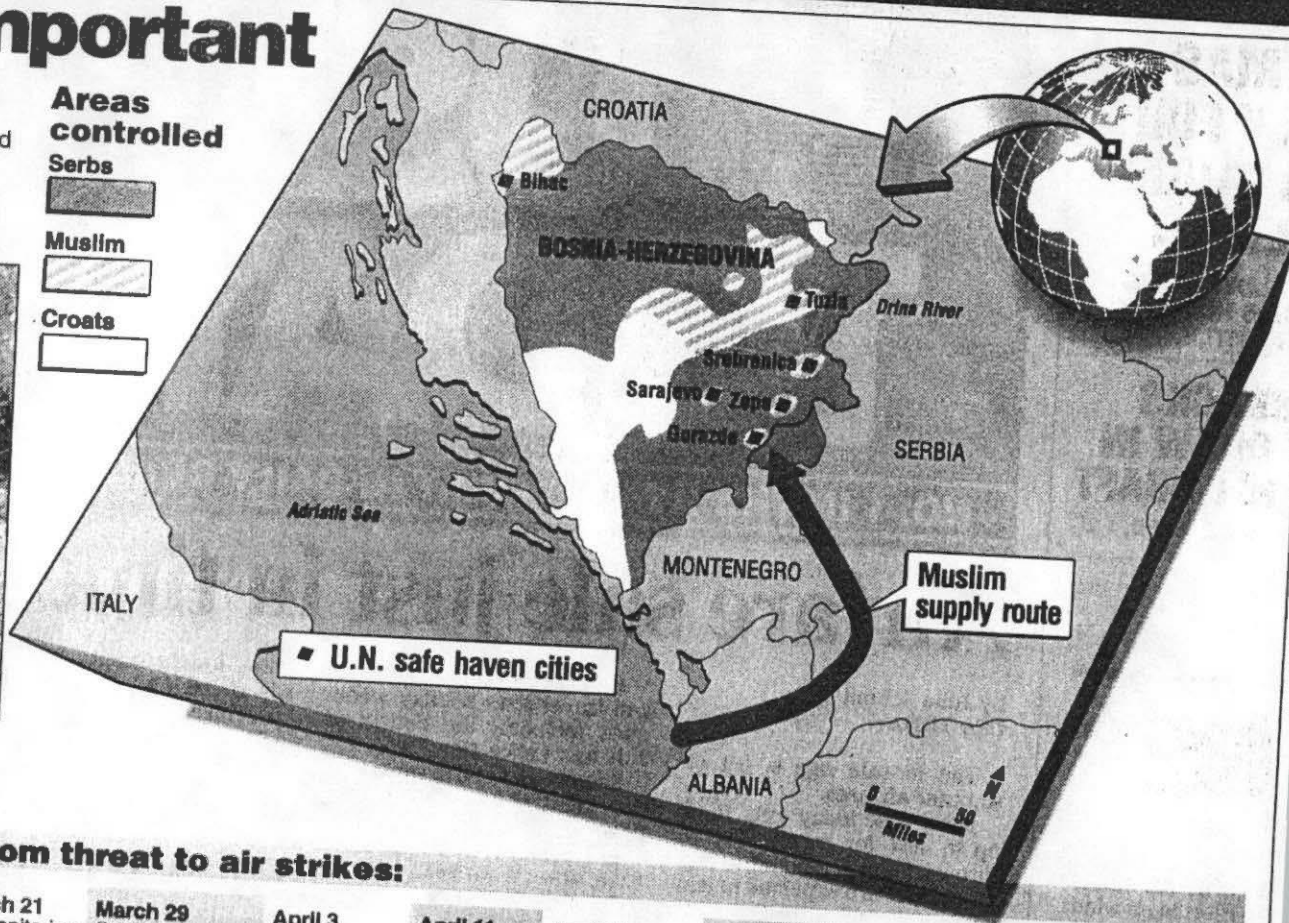 Areas
controlled
Serbs
Muslim
Croats
CROATIA
Bihac
BOSNIA-HERZEGOVINA
Tuzla
Drina River
Srebrenica
Sarajevo
Zepa
Gorazde
SERBIA
Adriatic Sea
MONTENEGRO
Muslim
supply route
ITALY
U.N. safe haven cities
ALBANIA
N
0 50
Miles
threat to air strikes:
March 29
April 3